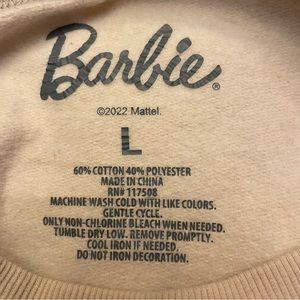 Barbie®
©2022 Mattel.
L
60% COTTON 40% POLYESTER
MADE IN CHINA
RN# 117508
MACHINE WASH COLD WITH LIKE COLORS.
GENTLE CYCLE.
ONLY NON-CHLORINE BLEACH WHEN NEEDED.
TUMBLE DRY LOW. REMOVE PROMPTLY.
COOL IRON IF NEEDED.
DO NOT IRON DECORATION.